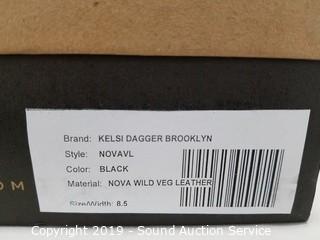 Brand: KELSI DAGGER BROOKLYN
Style: NOVAVL
Color: BLACK
Material: NOVA WILD VEG LEATHER
Size/Width: 8.5
OM
Copyright 2019 - Sound Auction Service